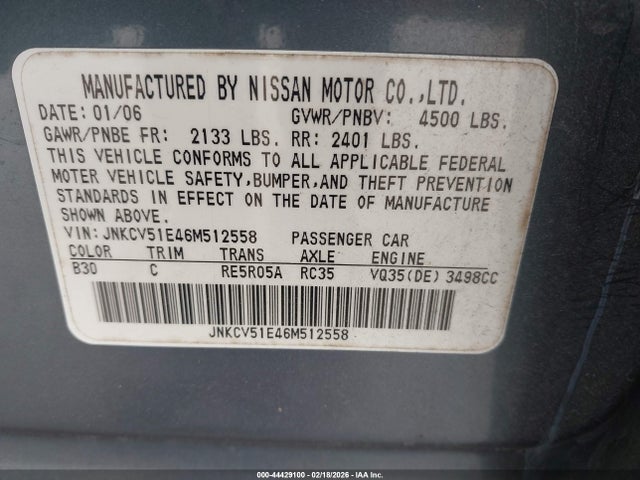 MANUFACTURED BY NISSAN MOTOR CO.,LTD.
DATE: 01/06 GVWR/PNBV: 4500 LBS.
GAWR/PNBE FR: 2133 LBS. RR: 2401 LBS.
THIS VEHICLE CONFORMS TO ALL APPLICABLE FEDERAL
MOTER VEHICLE SAFETY,BUMPER,AND THEFT PREVENTION
STANDARDS IN EFFECT ON THE DATE OF MANUFACTURE
SHOWN ABOVE.
VIN: JNKCV51E46M512558 PASSENGER CAR
COLOR TRIM TRANS AXLE ENGINE
B30 C RE5R05A RC35 VQ35(DE) 3498CC
JNKCV51E46M512558
000-44429100 - 02/18/2026 - IAA Inc.